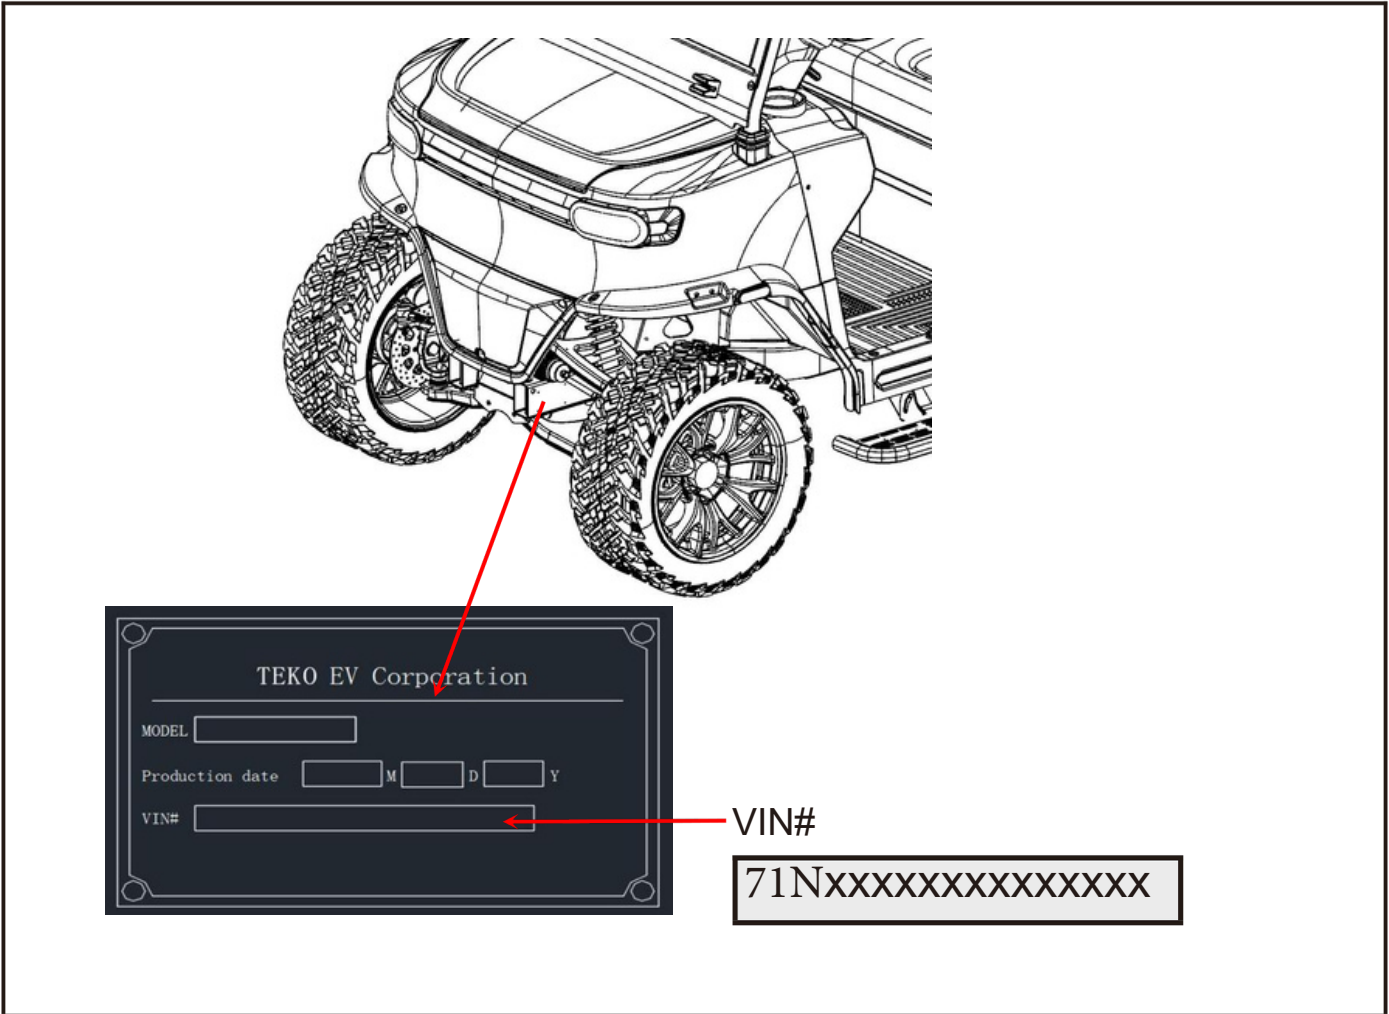 TEKO EV Corporation
MODEL
Production date M D Y
VIN#
VIN#
71Nxxxxxxxxxxxxxx